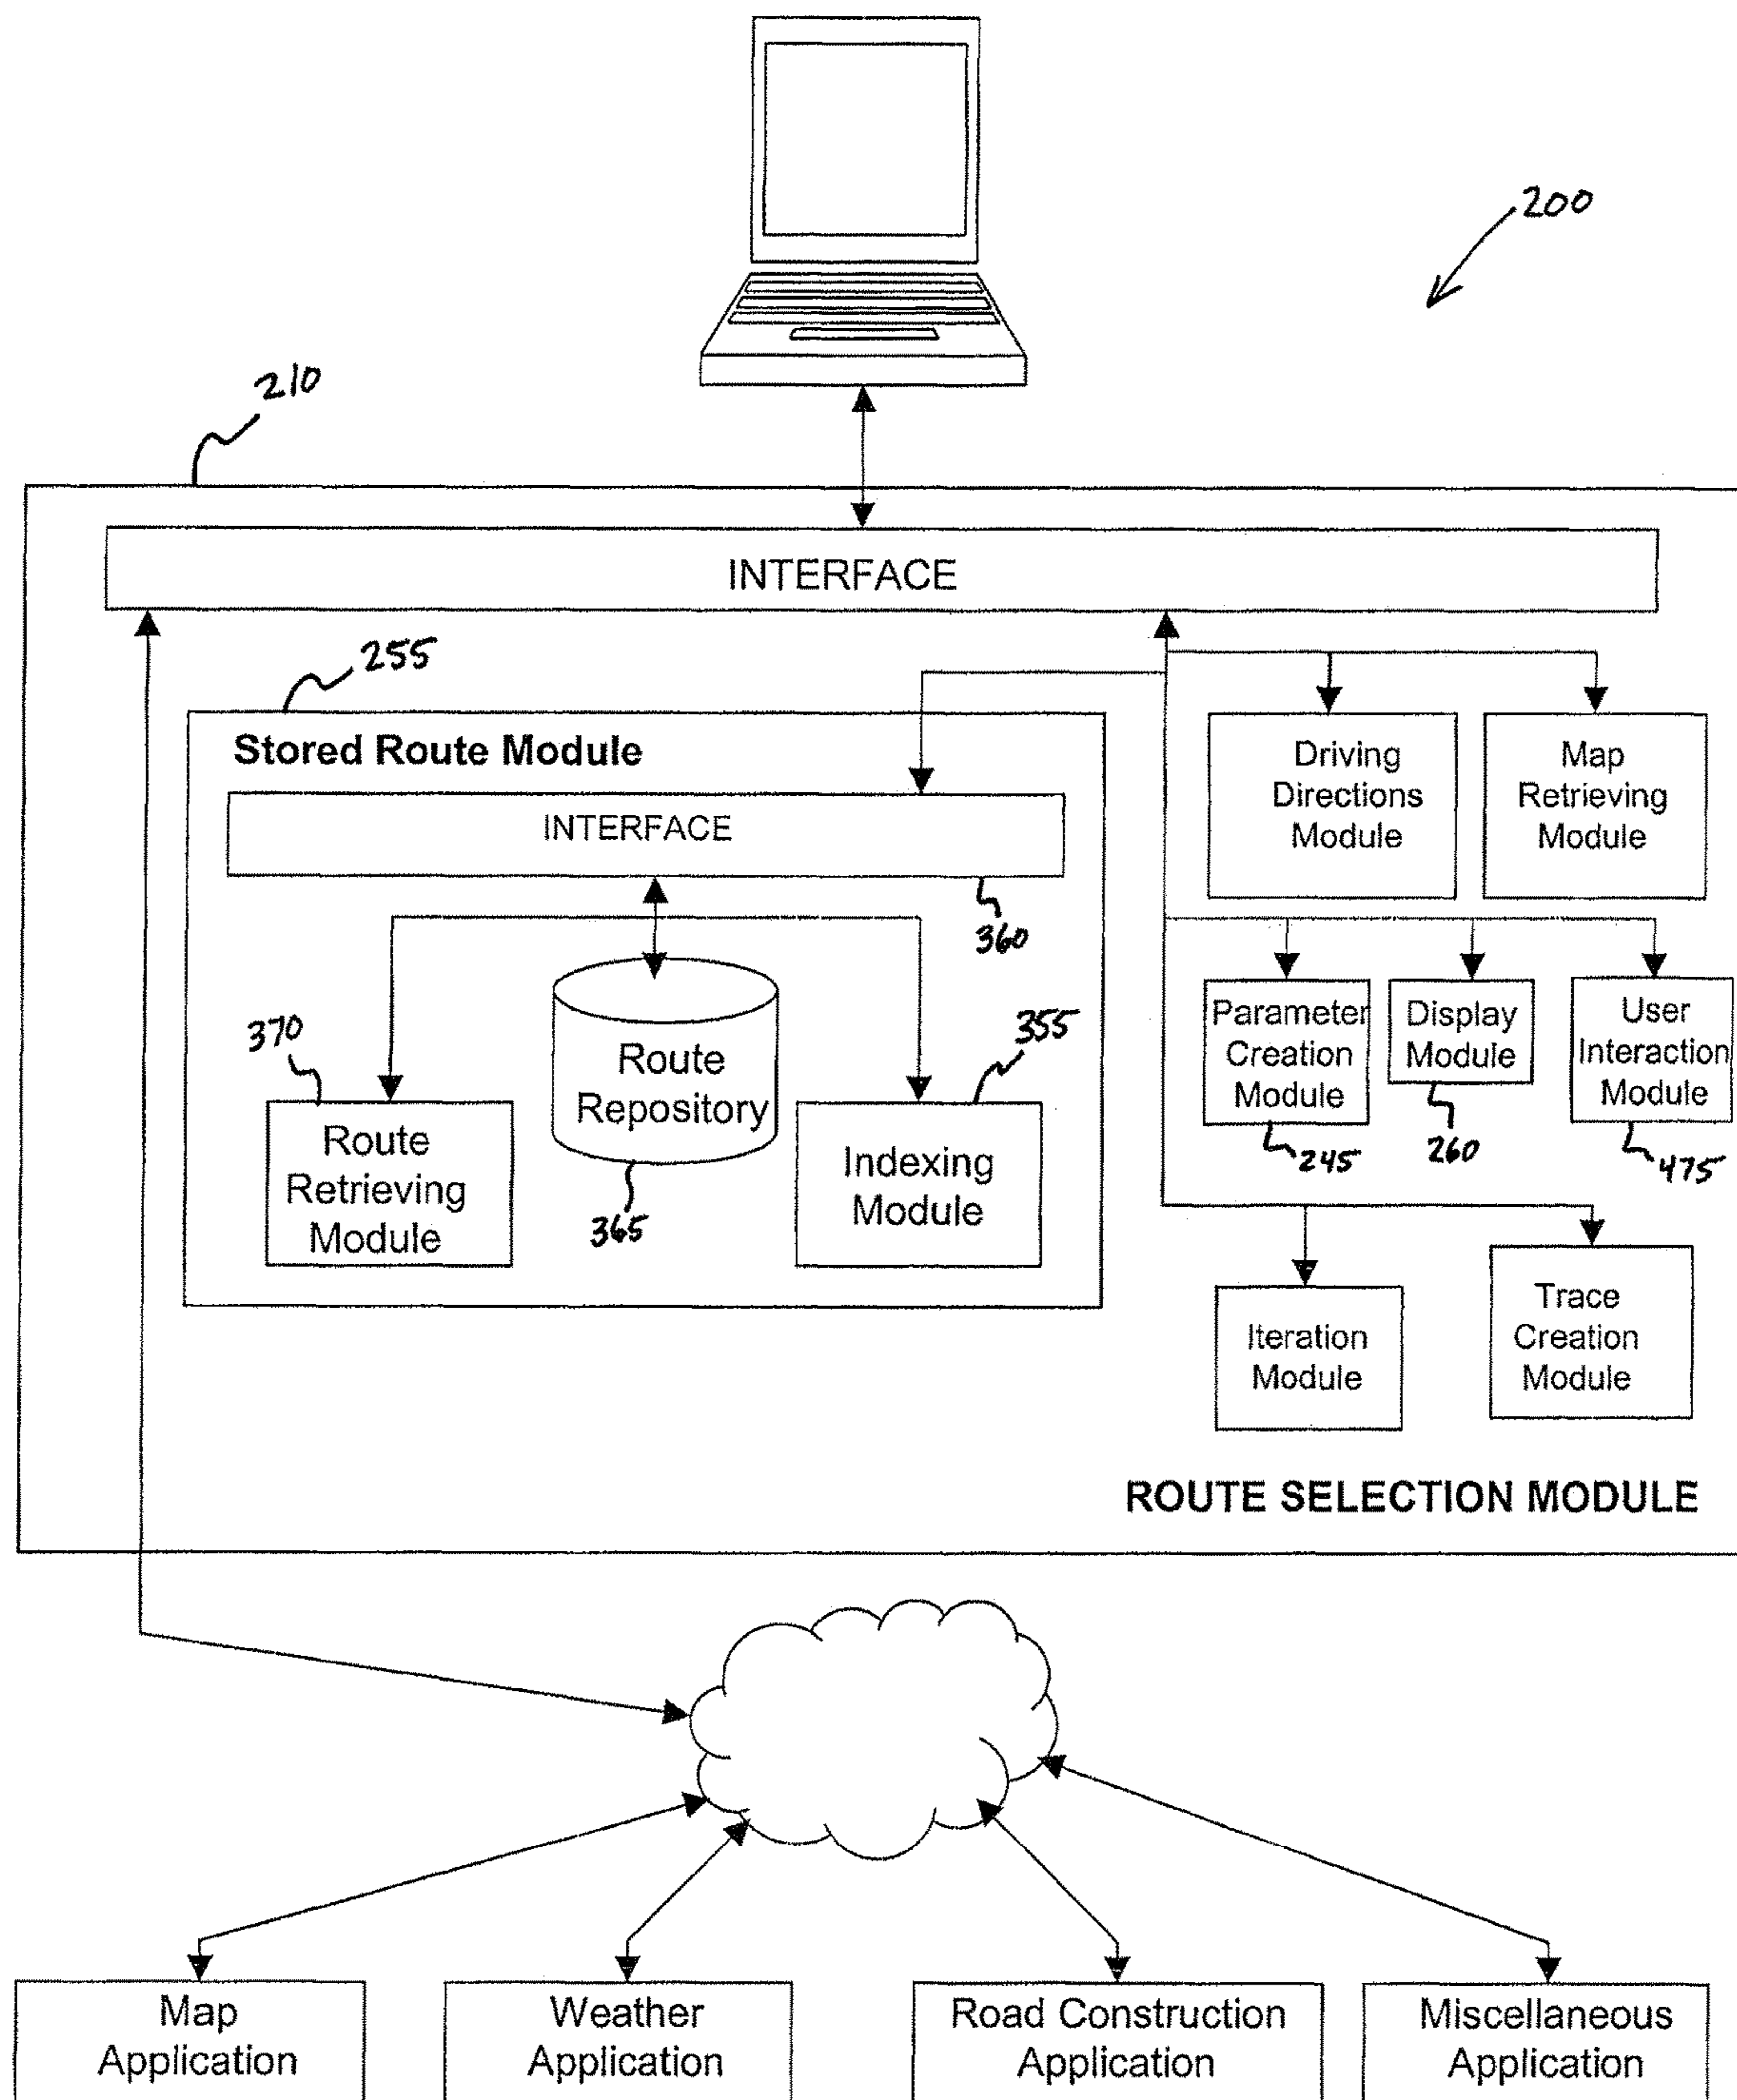 200
210
INTERFACE
255
Stored Route Module
INTERFACE
360
Driving
Directions
Module
Map
Retrieving
Module
370
Route
Retrieving
Module
Route
Repository
365
355
Indexing
Module
Parameter
Creation
Module
245
Display
Module
260
User
Interaction
Module
475
Iteration
Module
Trace
Creation
Module
ROUTE SELECTION MODULE
Map
Application
Weather
Application
Road Construction
Application
Miscellaneous
Application